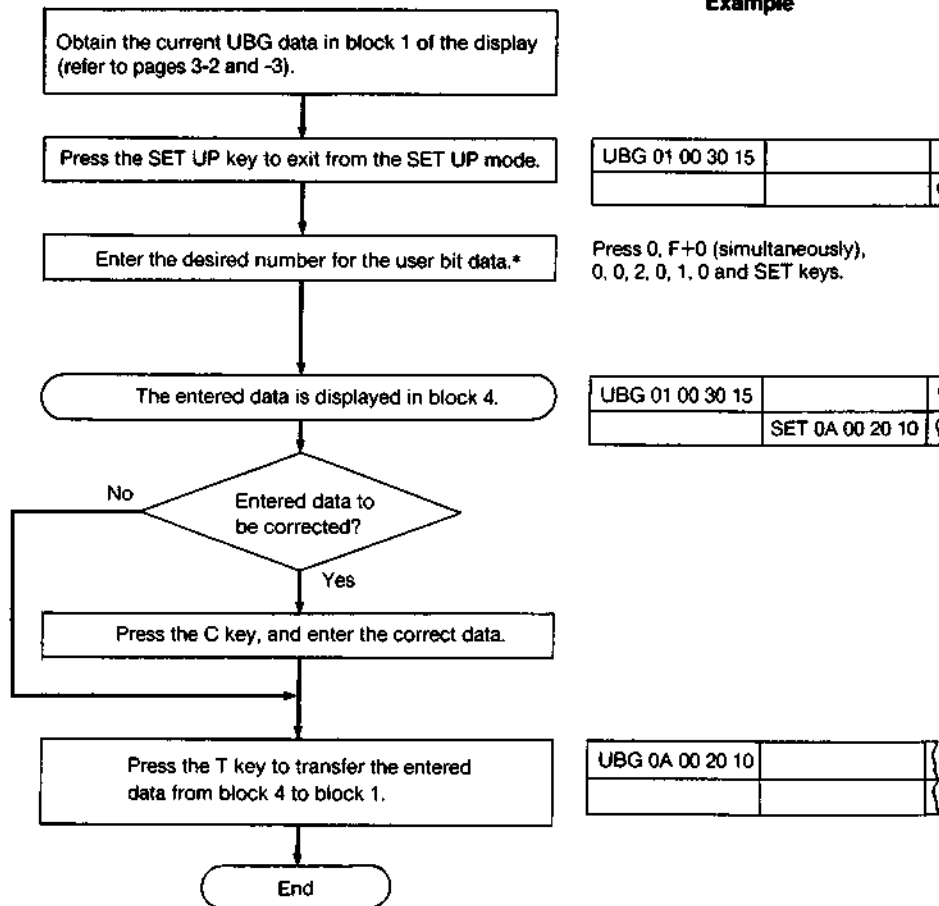 Example
Obtain the current UBG data in block 1 of the display
(refer to pages 3-2 and -3).
Press the SET UP key to exit from the SET UP mode.
UBG 01 00 30 15
Enter the desired number for the user bit data.*
Press 0, F+0 (simultaneously),
0, 0, 2, 0, 1, 0 and SET keys.
The entered data is displayed in block 4.
UBG 01 00 30 15
SET 0A 00 20 10
No
Entered data to
be corrected?
Yes
Press the C key, and enter the correct data.
Press the T key to transfer the entered
data from block 4 to block 1.
UBG 0A 00 20 10
End